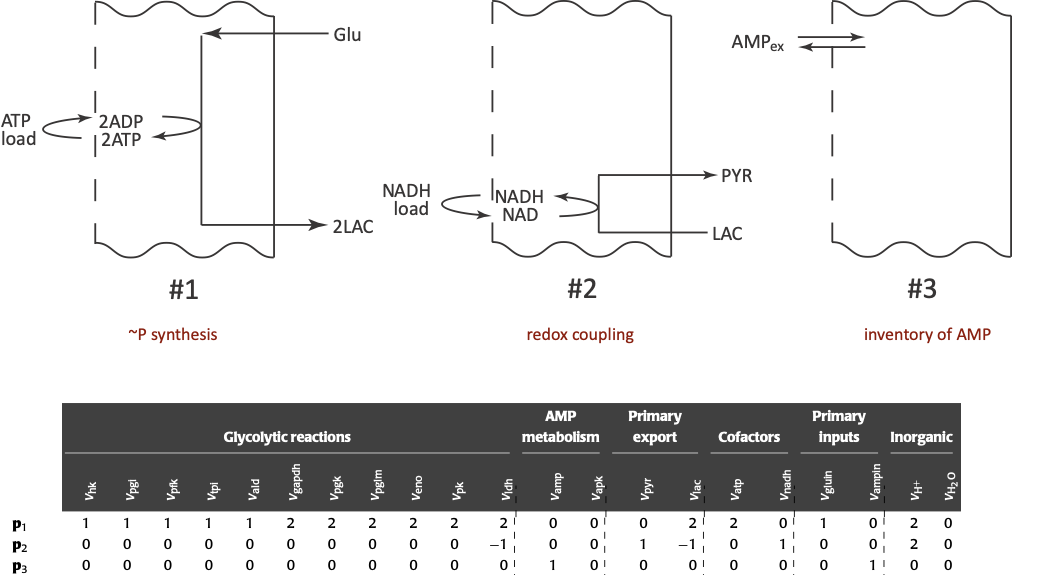 Glu
ATP
load
2ADP
2ATP
2LAC
#1
~P synthesis
NADH
load
NADH
NAD
PYR
LAC
#2
redox coupling
AMPex
#3
inventory of AMP
Glycolytic reactions
AMP
metabolism
Primary
export
Cofactors
Primary
inputs
Inorganic
vhk vpgi vpfk vtpi vald vgapdh vpgk vpglm veno vpk vldh vamp vapk vpyr vlac vatp vnadh vgluin vampin vH+ vH2O
p1 1 1 1 1 1 2 2 2 2 2 2 0 0 0 2 2 0 1 0 2 0
p2 0 0 0 0 0 0 0 0 0 0 −1 0 0 1 −1 0 1 0 0 2 0
p3 0 0 0 0 0 0 0 0 0 0 0 1 0 0 0 0 0 0 1 0 0